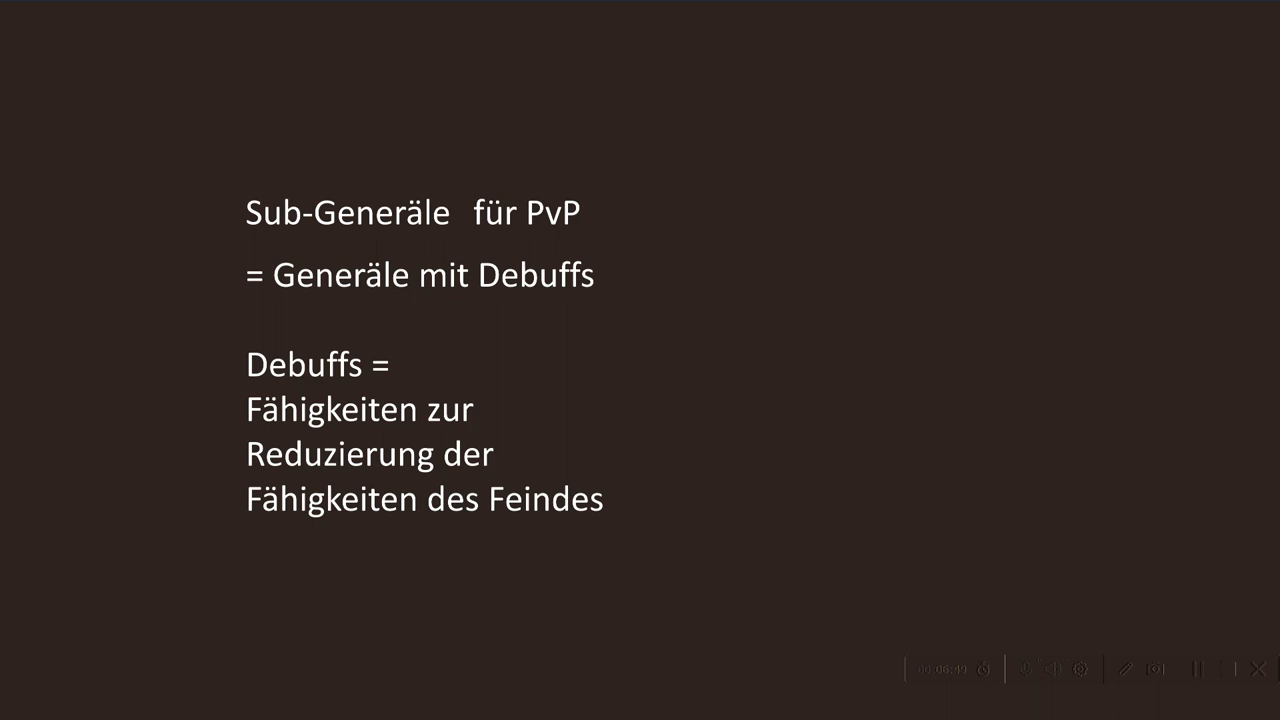 Sub-Generäle für PvP
= Generäle mit Debuffs
Debuffs =
Fähigkeiten zur
Reduzierung der
Fähigkeiten des Feindes